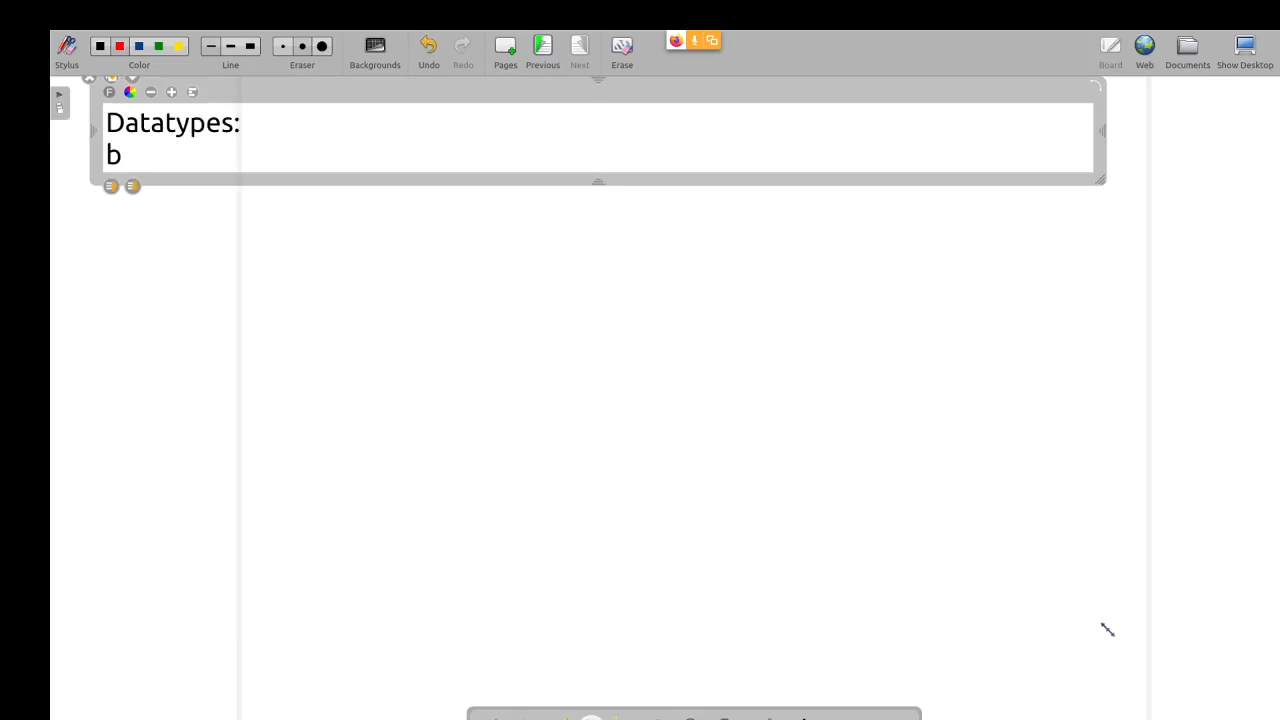 Stylus Color Line Eraser Backgrounds Undo Redo Pages Previous Next Erase Board Web Documents Show Desktop
F
Datatypes:
b